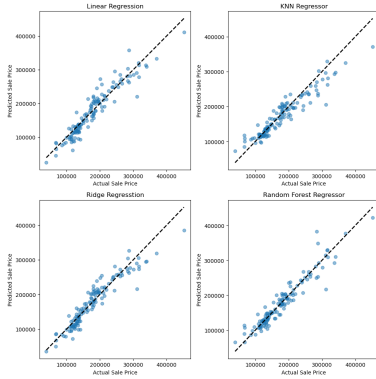 Linear Regression
400000
300000
200000
100000
Predicted Sale Price
100000 200000 300000 400000
Actual Sale Price
KNN Regressor
400000
300000
200000
100000
Predicted Sale Price
100000 200000 300000 400000
Actual Sale Price
Ridge Regresstion
400000
300000
200000
100000
Predicted Sale Price
100000 200000 300000 400000
Actual Sale Price
Random Forest Regressor
400000
300000
200000
100000
Predicted Sale Price
100000 200000 300000 400000
Actual Sale Price